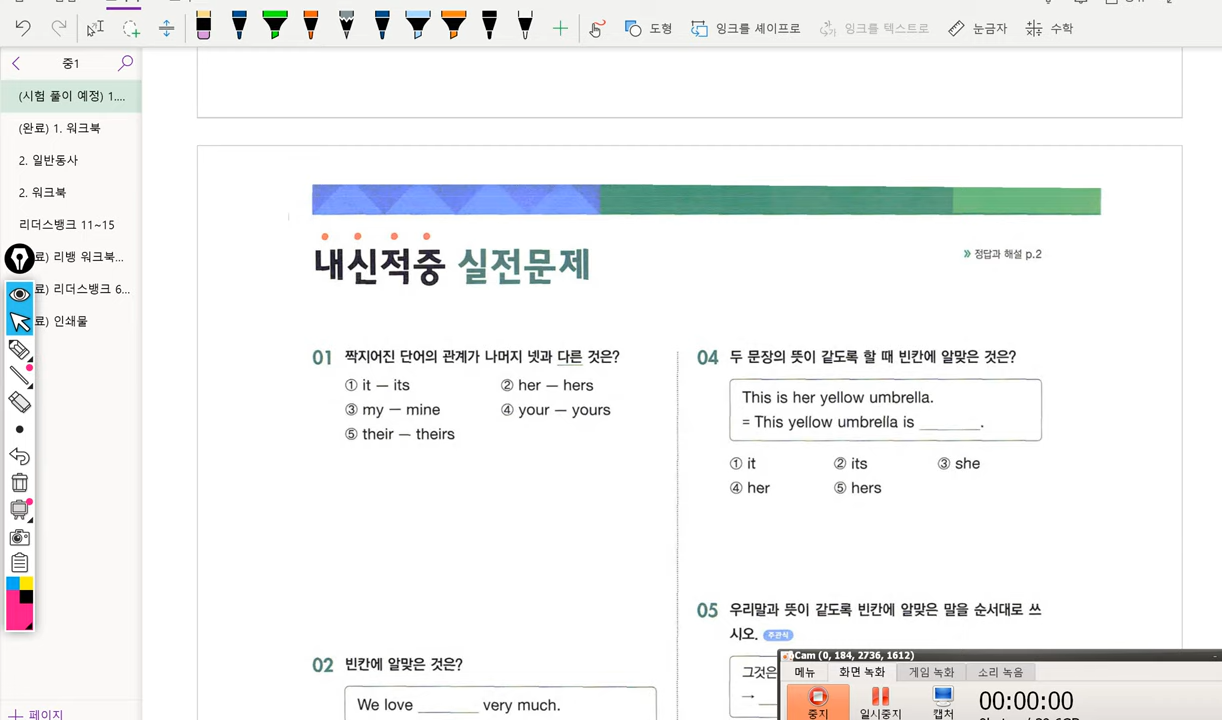 도형
잉크를 셰이프로
잉크를 텍스트로
눈금자
수학
중1
(시험 풀이 예정) 1....
(완료) 1. 워크북
2. 일반동사
2. 워크북
리더스뱅크 11~15
료) 리뱅 워크북...
료) 리더스뱅크 6...
료) 인쇄물
페이지
내신적중 실전문제
» 정답과 해설 p.2
01 짝지어진 단어의 관계가 나머지 넷과 다른 것은?
① it – its ② her – hers
③ my – mine ④ your – yours
⑤ their – theirs
02 빈칸에 알맞은 것은?
We love ________ very much.
04 두 문장의 뜻이 같도록 할 때 빈칸에 알맞은 것은?
This is her yellow umbrella.
= This yellow umbrella is ________.
① it ② its ③ she
④ her ⑤ hers
05 우리말과 뜻이 같도록 빈칸에 알맞은 말을 순서대로 쓰
시오. 주관식
그것은
→
oCam (0, 184, 2736, 1612)
메뉴 화면 녹화 게임 녹화 소리 녹음
중지 일시중지 캡처 00:00:00